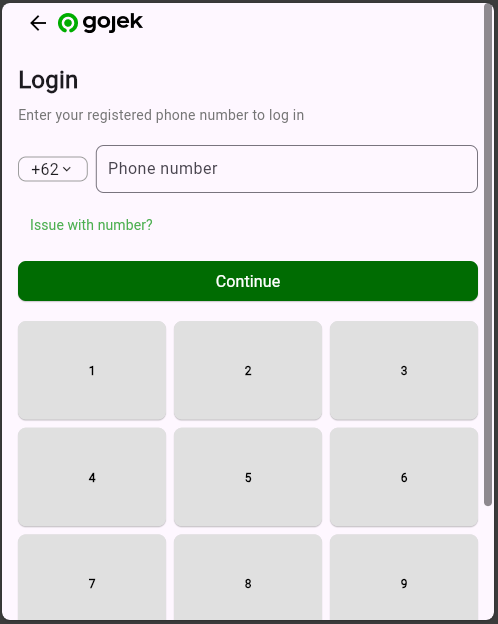 gojek
Login
Enter your registered phone number to log in
+62
Phone number
Issue with number?
Continue
1 2 3
4 5 6
7 8 9